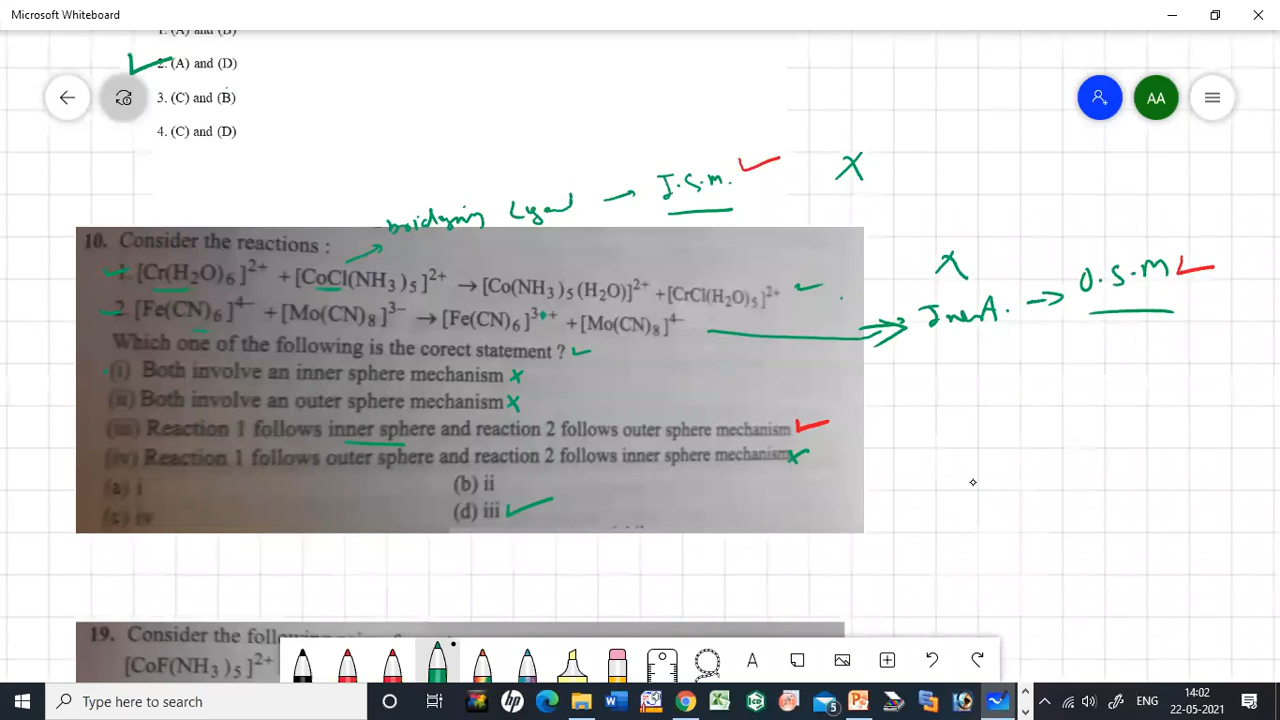 Microsoft Whiteboard
1. (A) and (B)
2. (A) and (D)
3. (C) and (B)
4. (C) and (D)
AA
bridging Ligand → I.S.M.
X
10. Consider the reactions :
1. [Cr(H₂O)₆]²⁺ + [CoCl(NH₃)₅]²⁺ → [Co(NH₃)₅(H₂O)]²⁺ + [CrCl(H₂O)₅]²⁺
2. [Fe(CN)₆]⁴⁻ + [Mo(CN)₈]³⁻ → [Fe(CN)₆]³⁺ + [Mo(CN)₈]⁴⁻
X
Inert. → O.S.M
Which one of the following is the corect statement ?
(i) Both involve an inner sphere mechanism x
(ii) Both involve an outer sphere mechanism x
(iii) Reaction 1 follows inner sphere and reaction 2 follows outer sphere mechanism
(iv) Reaction 1 follows outer sphere and reaction 2 follows inner sphere mechanism x
(a) i (b) ii
(c) iv (d) iii
19. Consider the
[CoF(NH₃)₅]²⁺
A
Type here to search
5
ENG
14:02
22-05-2021